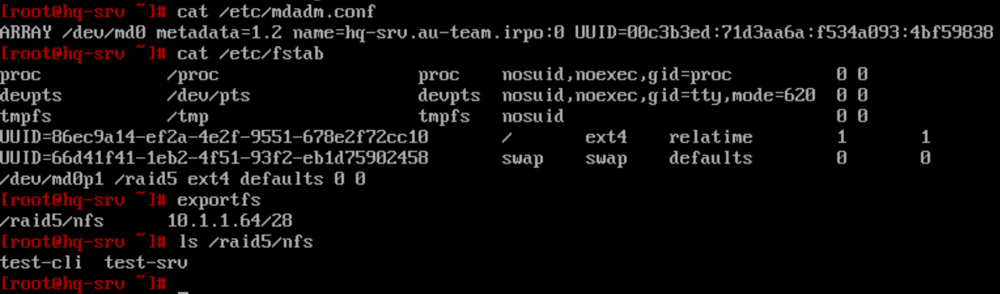 [root@hq-srv ~]# cat /etc/mdadm.conf
ARRAY /dev/md0 metadata=1.2 name=hq-srv.au-team.irpo:0 UUID=00c3b3ed:71d3aa6a:f534a093:4bf59838
[root@hq-srv ~]# cat /etc/fstab
proc            /proc                   proc    nosuid,noexec,gid=proc          0 0
devpts          /dev/pts                devpts  nosuid,noexec,gid=tty,mode=620  0 0
tmpfs           /tmp                    tmpfs   nosuid                          0 0
UUID=86ec9a14-ef2a-4e2f-9551-678e2f72cc10       /       ext4    relatime        1       1
UUID=66d41f41-1eb2-4f51-93f2-eb1d75902458       swap    swap    defaults        0       0
/dev/md0p1 /raid5 ext4 defaults 0 0
[root@hq-srv ~]# exportfs
/raid5/nfs      10.1.1.64/28
[root@hq-srv ~]# ls /raid5/nfs
test-cli  test-srv
[root@hq-srv ~]# _